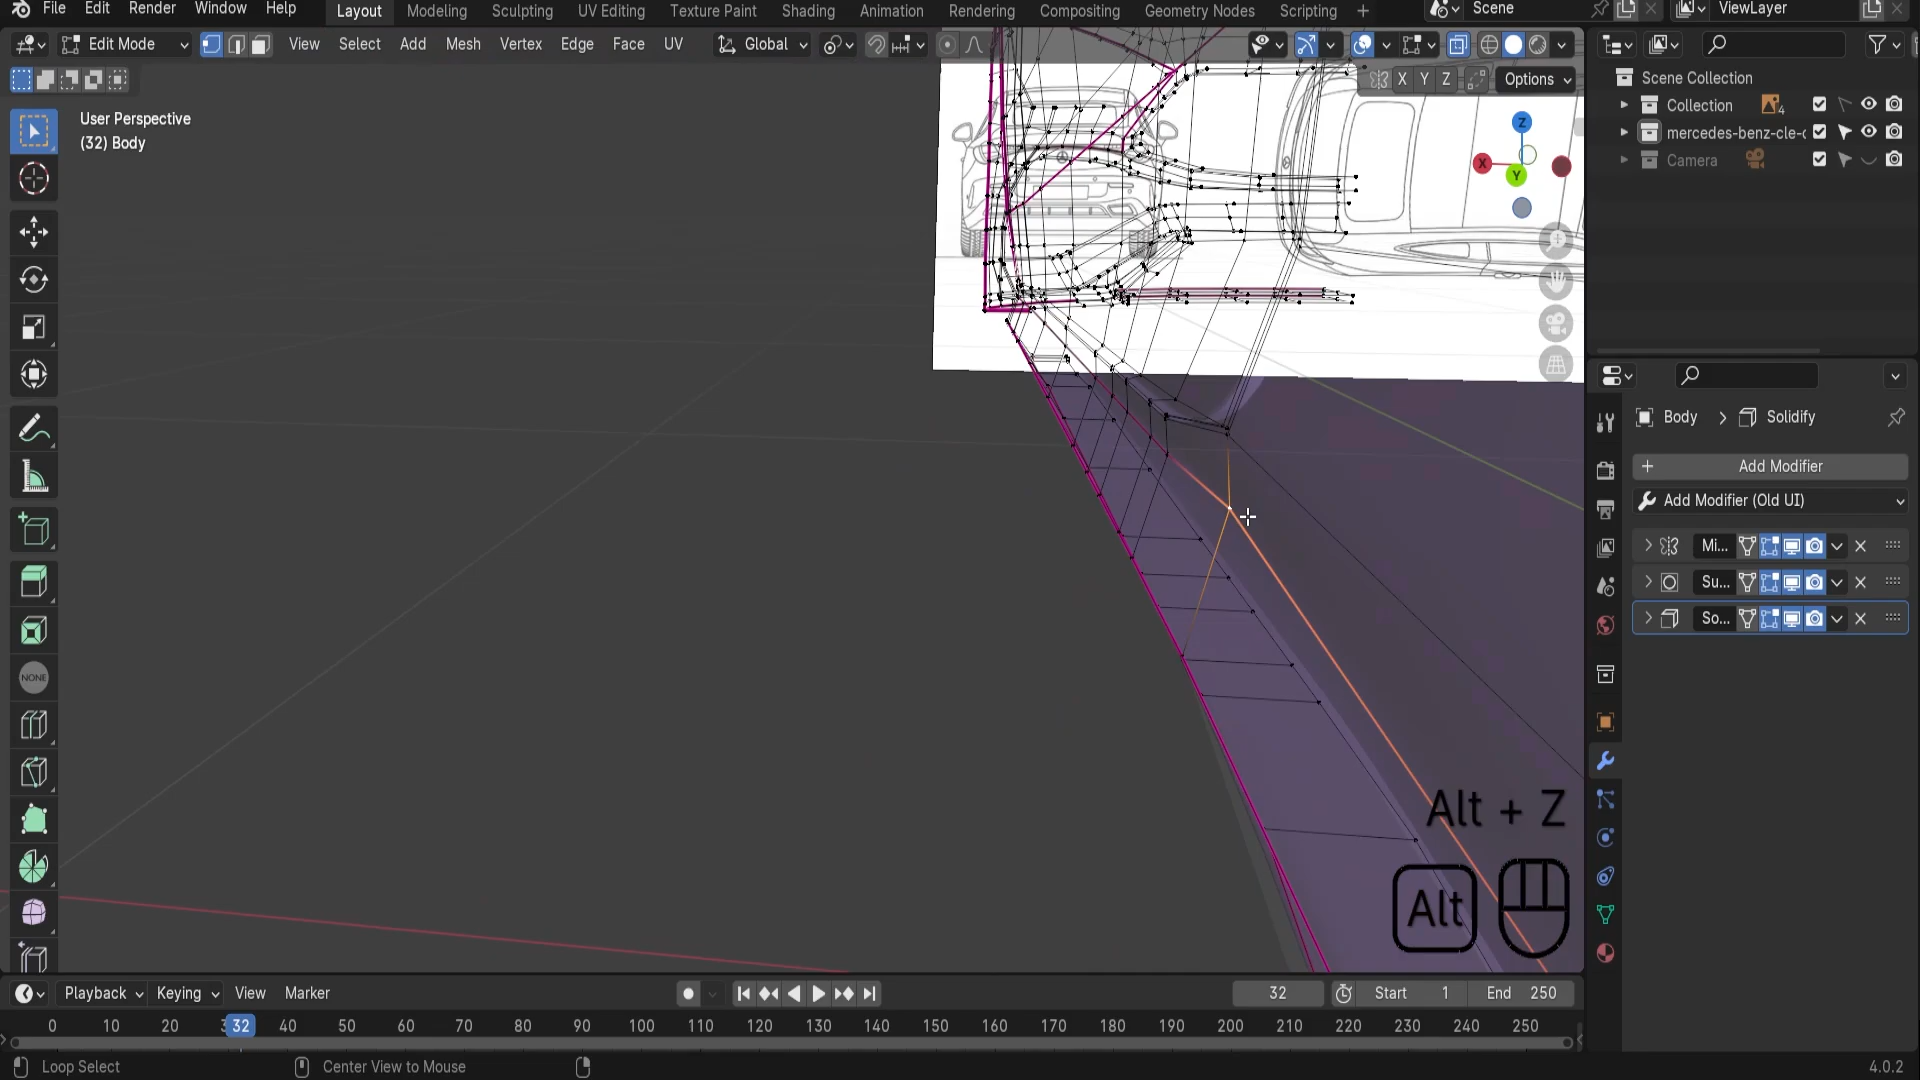 File Edit Render Window Help Layout Modeling Sculpting UV Editing Texture Paint Shading Animation Rendering Compositing Geometry Nodes Scripting + Scene ViewLayer
Edit Mode View Select Add Mesh Vertex Edge Face UV Global
X Y Z Options
User Perspective
(32) Body
Z
X
Y
Scene Collection
Collection 4
mercedes-benz-cle-c
Camera
Body > Solidify
+ Add Modifier
Add Modifier (Old UI)
Mi...
Su...
So...
NONE
Alt + Z
Alt
Playback Keying View Marker 32 Start 1 End 250
0 10 20 32 40 50 60 70 80 90 100 110 120 130 140 150 160 170 180 190 200 210 220 230 240 250
Loop Select Center View to Mouse 4.0.2